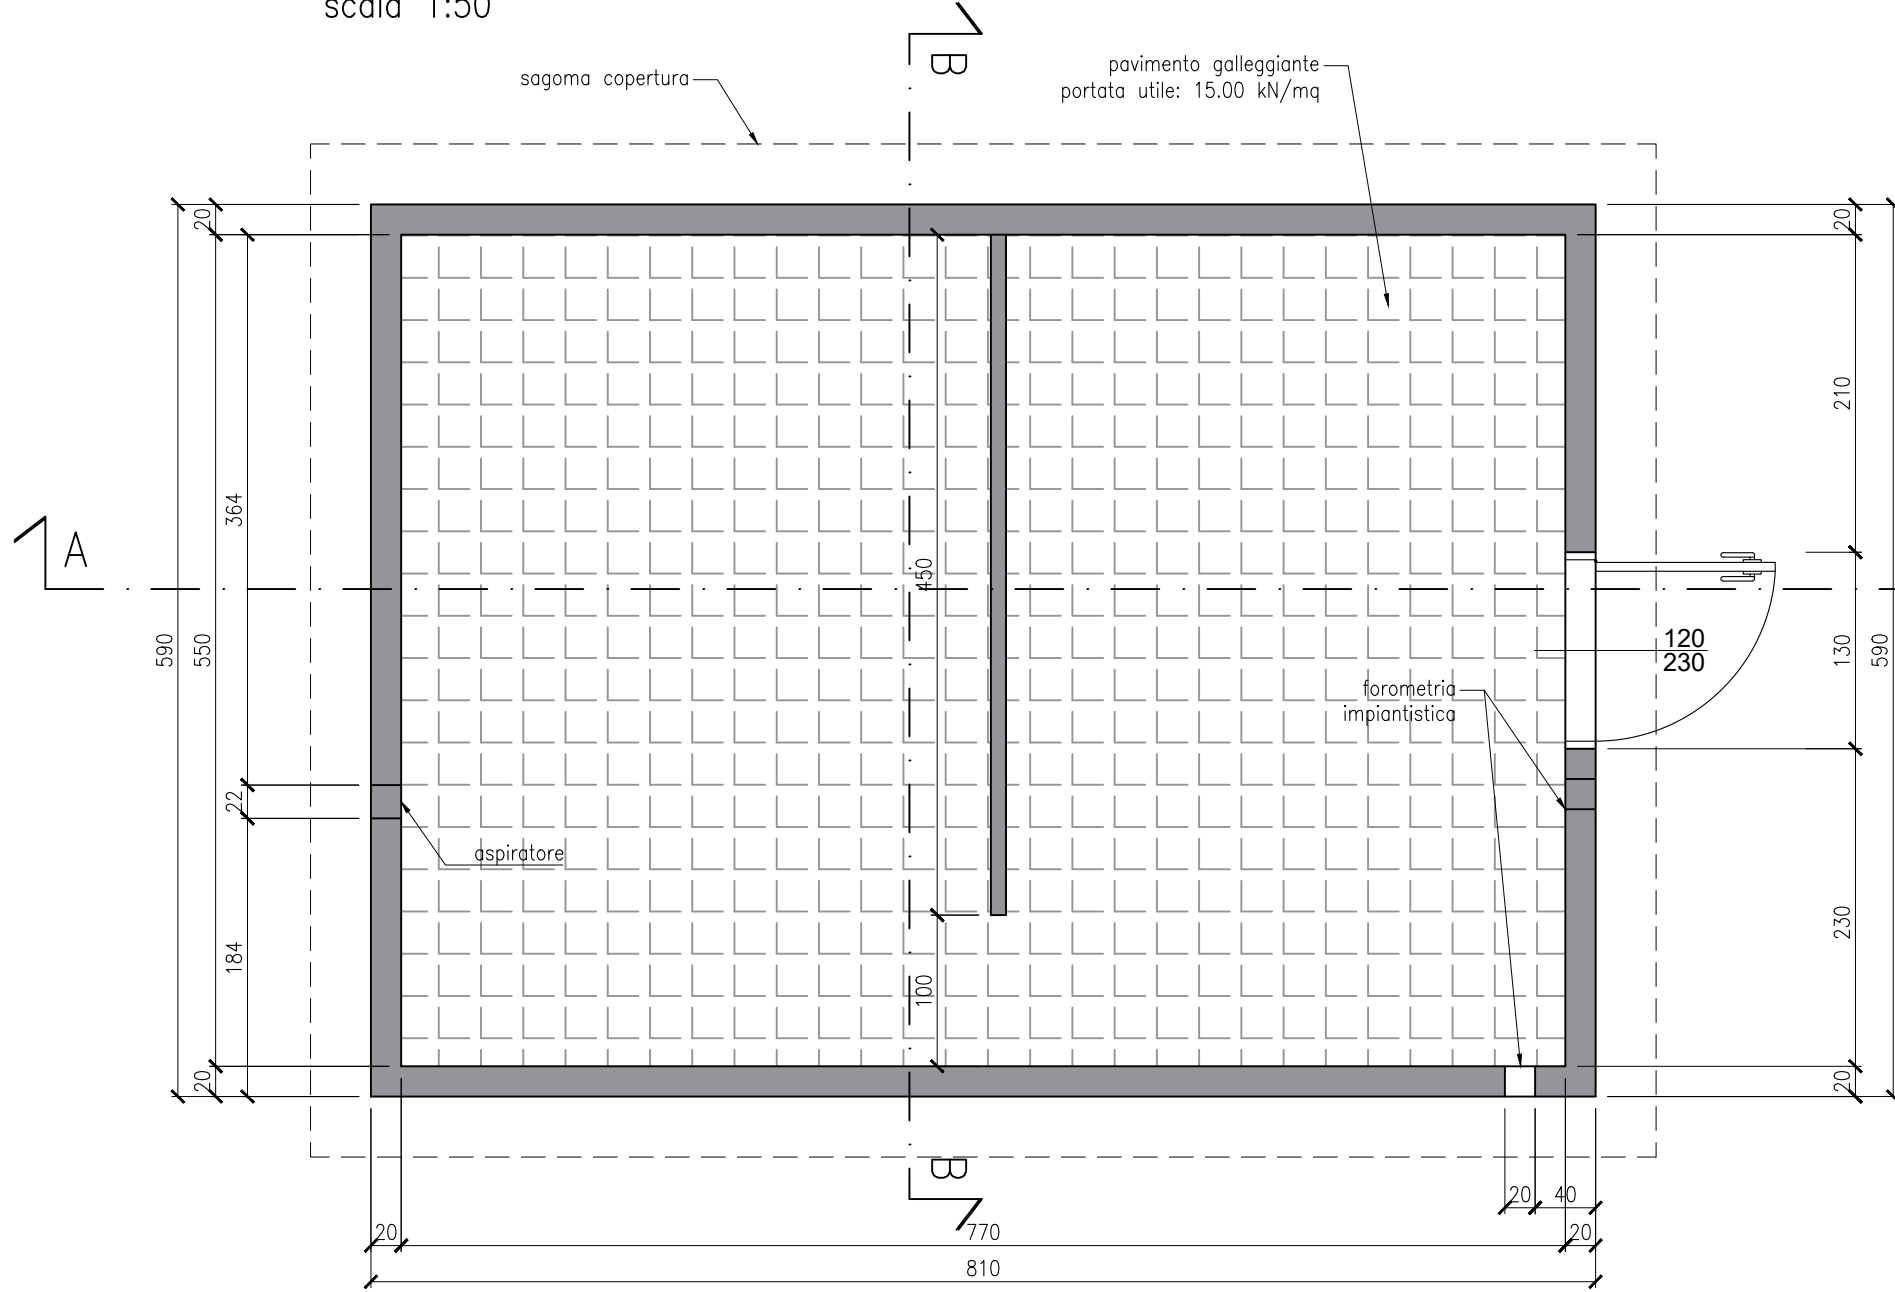 scala 1:50
B
sagoma copertura
pavimento galleggiante
portata utile: 15.00 kN/mq
20
20
364
210
A
450
590
550
120
230
130
590
forometria
impiantistica
22
aspiratore
184
100
230
20
20
B
20
40
20
770
20
810